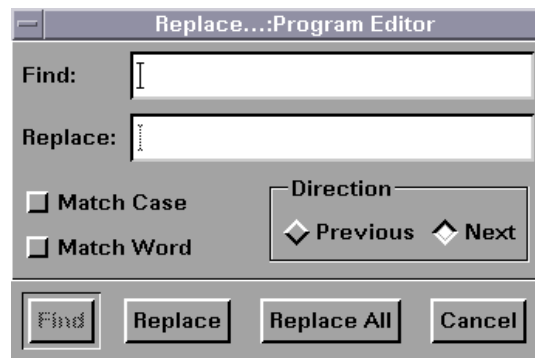 Replace...:Program Editor
Find:
Replace:
Match Case
Match Word
Direction
Previous Next
Find Replace Replace All Cancel